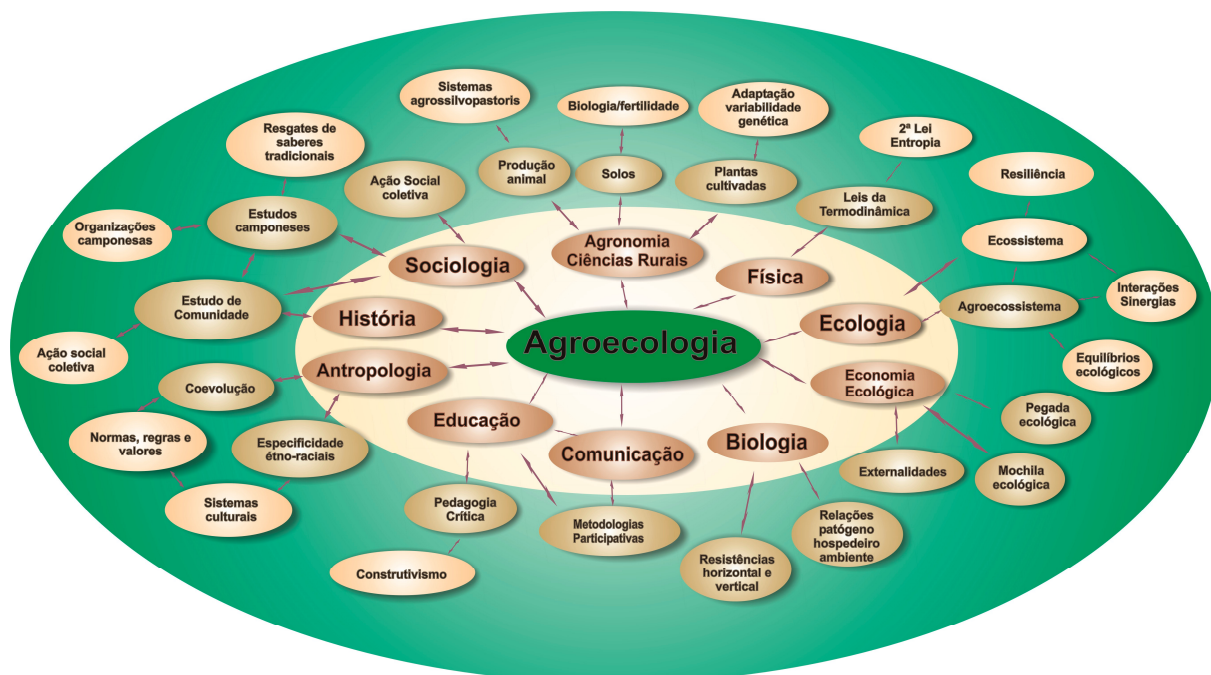 Sistemas
agrossilvopastoris
Biologia/fertilidade
Adaptação
variabilidade
genética
2ª Lei
Entropia
Resgates de
saberes
tradicionais
Ação Social
coletiva
Produção
animal
Solos
Plantas
cultivadas
Leis da
Termodinâmica
Resiliência
Organizações
camponesas
Estudos
camponeses
Sociologia
Agronomia
Ciências Rurais
Física
Ecossistema
Estudo de
Comunidade
História
Agroecologia
Ecologia
Agroecossistema
Interações
Sinergias
Ação social
coletiva
Coevolução
Antropologia
Economia
Ecológica
Equilíbrios
ecológicos
Normas, regras e
valores
Especificidade
étno-raciais
Educação
Comunicação
Biologia
Pegada
ecológica
Externalidades
Mochila
ecológica
Sistemas
culturais
Pedagogia
Crítica
Metodologias
Participativas
Relações
patógeno
hospedeiro
ambiente
Resistências
horizontal e
vertical
Construtivismo